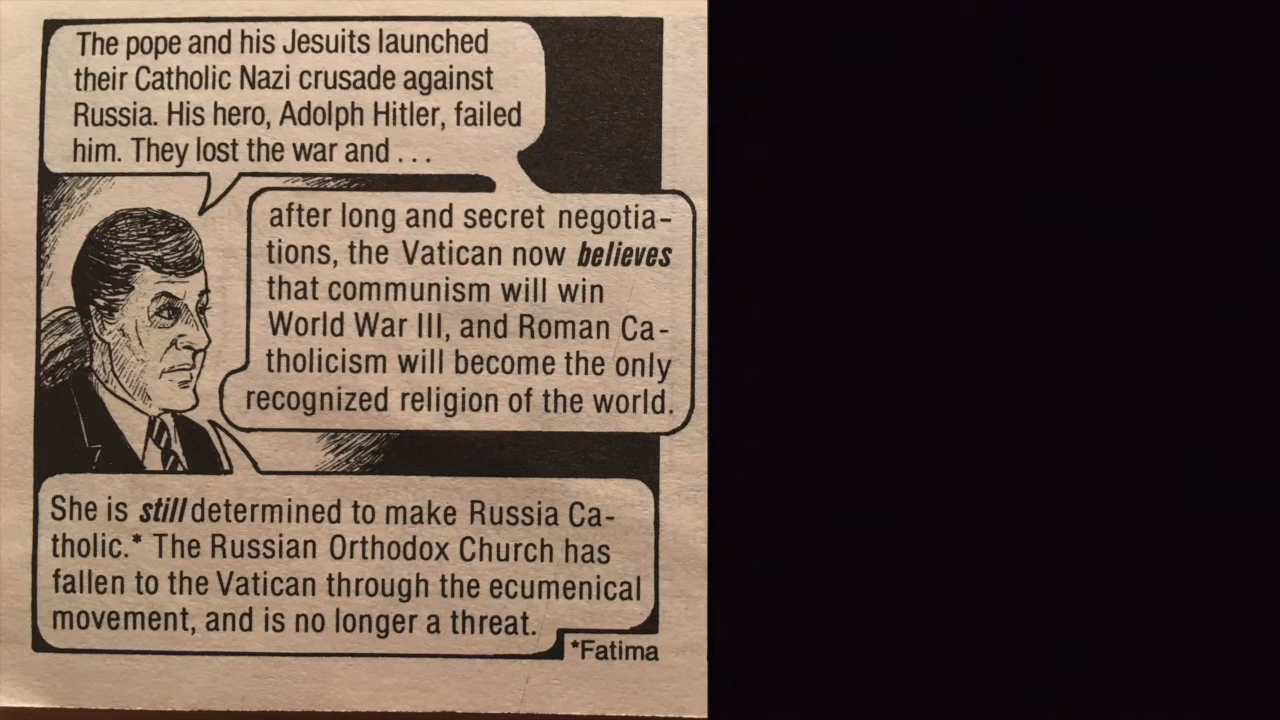 The pope and his Jesuits launched
their Catholic Nazi crusade against
Russia. His hero, Adolph Hitler, failed
him. They lost the war and . . .
after long and secret negotia-
tions, the Vatican now believes
that communism will win
World War III, and Roman Ca-
tholicism will become the only
recognized religion of the world.
She is still determined to make Russia Ca-
tholic.* The Russian Orthodox Church has
fallen to the Vatican through the ecumenical
movement, and is no longer a threat.
*Fatima